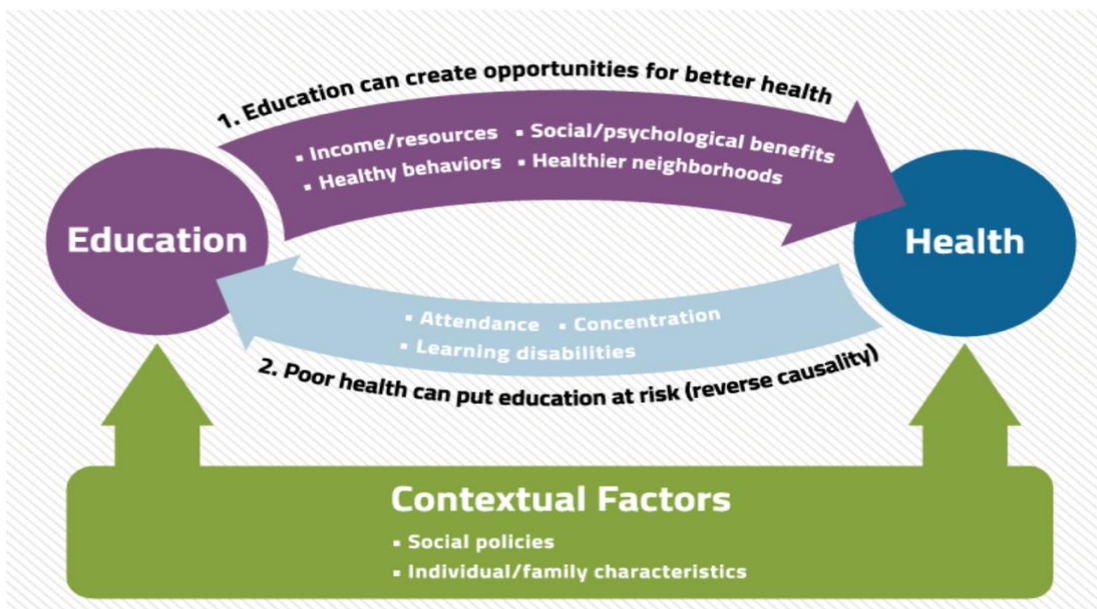 1. Education can create opportunities for better health
▪ Income/resources ▪ Social/psychological benefits
▪ Healthy behaviors ▪ Healthier neighborhoods
Education
Health
▪ Attendance ▪ Concentration
▪ Learning disabilities
2. Poor health can put education at risk (reverse causality)
Contextual Factors
▪ Social policies
▪ Individual/family characteristics